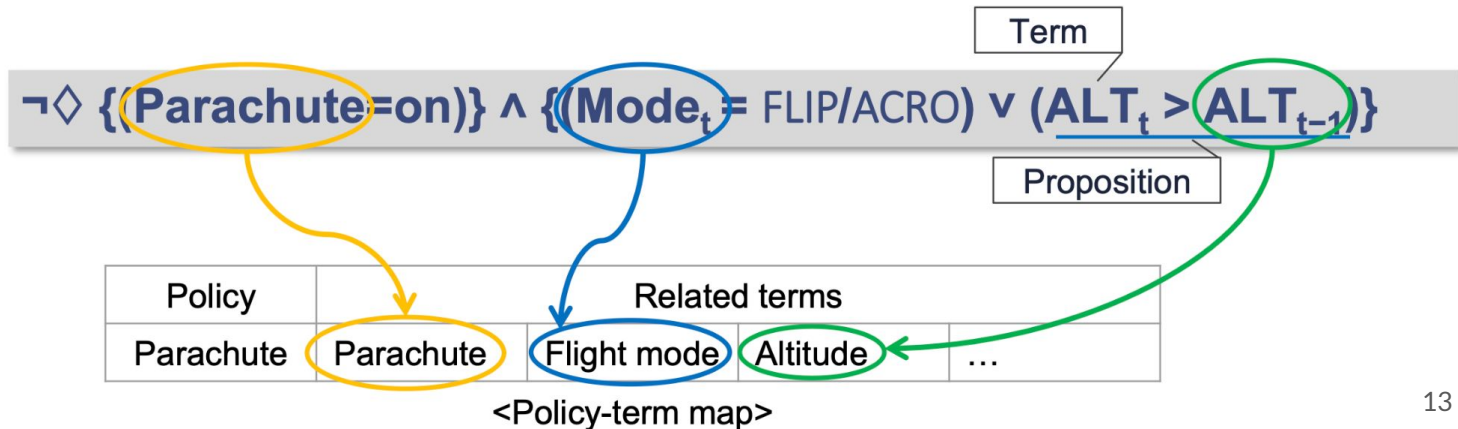 Term
¬◇ {(Parachute=on)} ∧ {(Modeₜ = FLIP/ACRO) ∨ (ALTₜ > ALTₜ₋₁)}
Proposition
Policy Related terms
Parachute Parachute Flight mode Altitude ...
<Policy-term map>
13